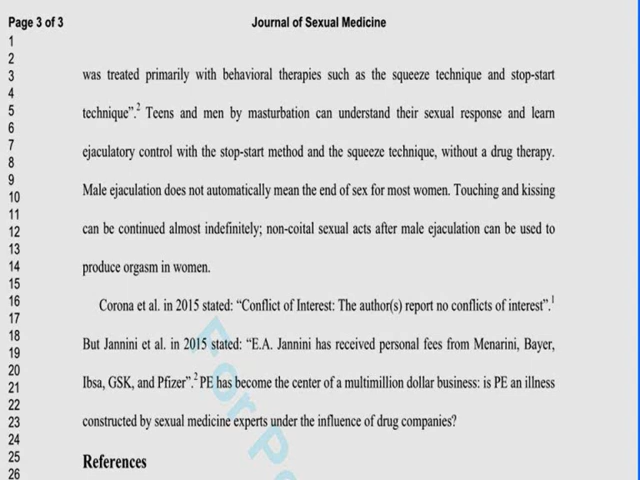 Page 3 of 3
Journal of Sexual Medicine
1
2
3
4
5
6
7
8
9
10
11
12
13
14
15
16
17
18
19
20
21
22
23
24
25
26
was treated primarily with behavioral therapies such as the squeeze technique and stop-start
technique”.2 Teens and men by masturbation can understand their sexual response and learn
ejaculatory control with the stop-start method and the squeeze technique, without a drug therapy.
Male ejaculation does not automatically mean the end of sex for most women. Touching and kissing
can be continued almost indefinitely; non-coital sexual acts after male ejaculation can be used to
produce orgasm in women.
Corona et al. in 2015 stated: “Conflict of Interest: The author(s) report no conflicts of interest”.1
But Jannini et al. in 2015 stated: “E.A. Jannini has received personal fees from Menarini, Bayer,
Ibsa, GSK, and Pfizer”.2 PE has become the center of a multimillion dollar business: is PE an illness
constructed by sexual medicine experts under the influence of drug companies?
References
For Pe